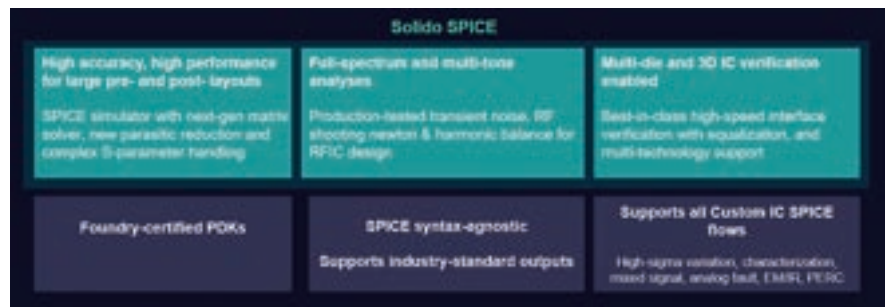 Solido SPICE
High accuracy, high performance
for large pre- and post- layouts
SPICE simulator with next-gen matrix
solver, new parasitic reduction and
complex S-parameter handling
Full-spectrum and multi-tone
analyses
Production-tested transient noise, RF
shooting newton & harmonic balance for
RFIC design
Multi-die and 3D IC verification
enabled
Best-in-class high-speed interface
verification with equalization, and
multi-technology support
Foundry-certified PDKs
SPICE syntax-agnostic
Supports industry-standard outputs
Supports all Custom IC SPICE
flows
High-sigma variation, characterization,
mixed signal, analog fault, EM/IR, PERC